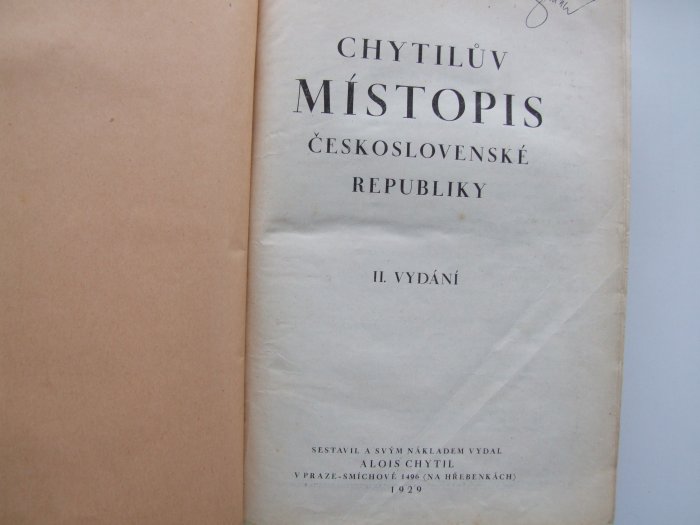 CHYTILŮV
MÍSTOPIS
ČESKOSLOVENSKÉ
REPUBLIKY
II. VYDÁNÍ
SESTAVIL A SVÝM NÁKLADEM VYDAL
ALOIS CHYTIL
V PRAZE-SMÍCHOVĚ 1496 (NA HŘEBENKÁCH)
1929